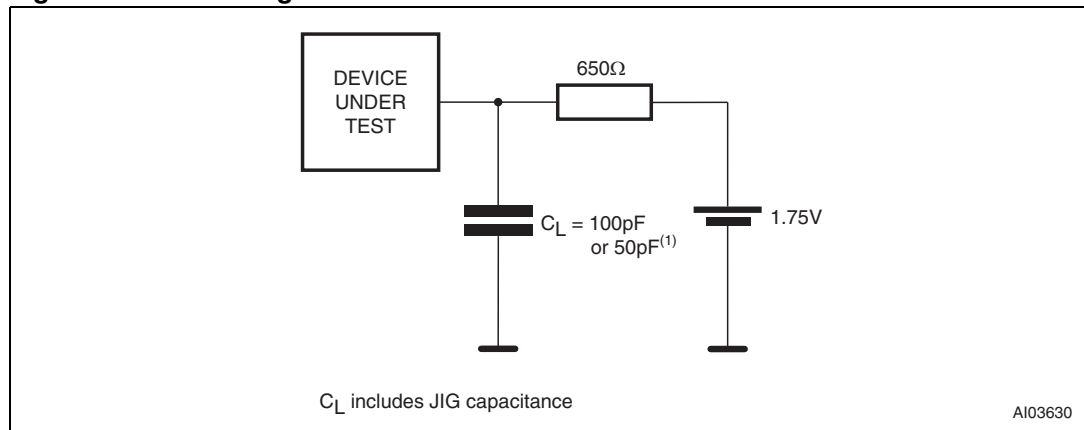 DEVICE
UNDER
TEST
650Ω
C_L = 100pF
or 50pF(1)
1.75V
C_L includes JIG capacitance
AI03630